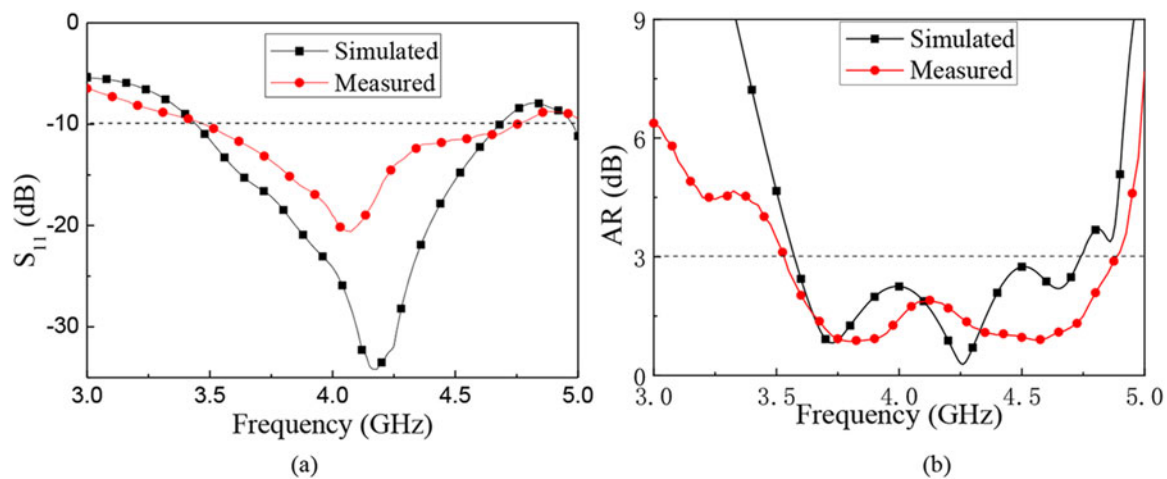 0
-10
-20
-30
S11 (dB)
Simulated
Measured
3.0 3.5 4.0 4.5 5.0
Frequency (GHz)
(a)
9
6
3
0
AR (dB)
Simulated
Measured
3.0 3.5 4.0 4.5 5.0
Frequency (GHz)
(b)